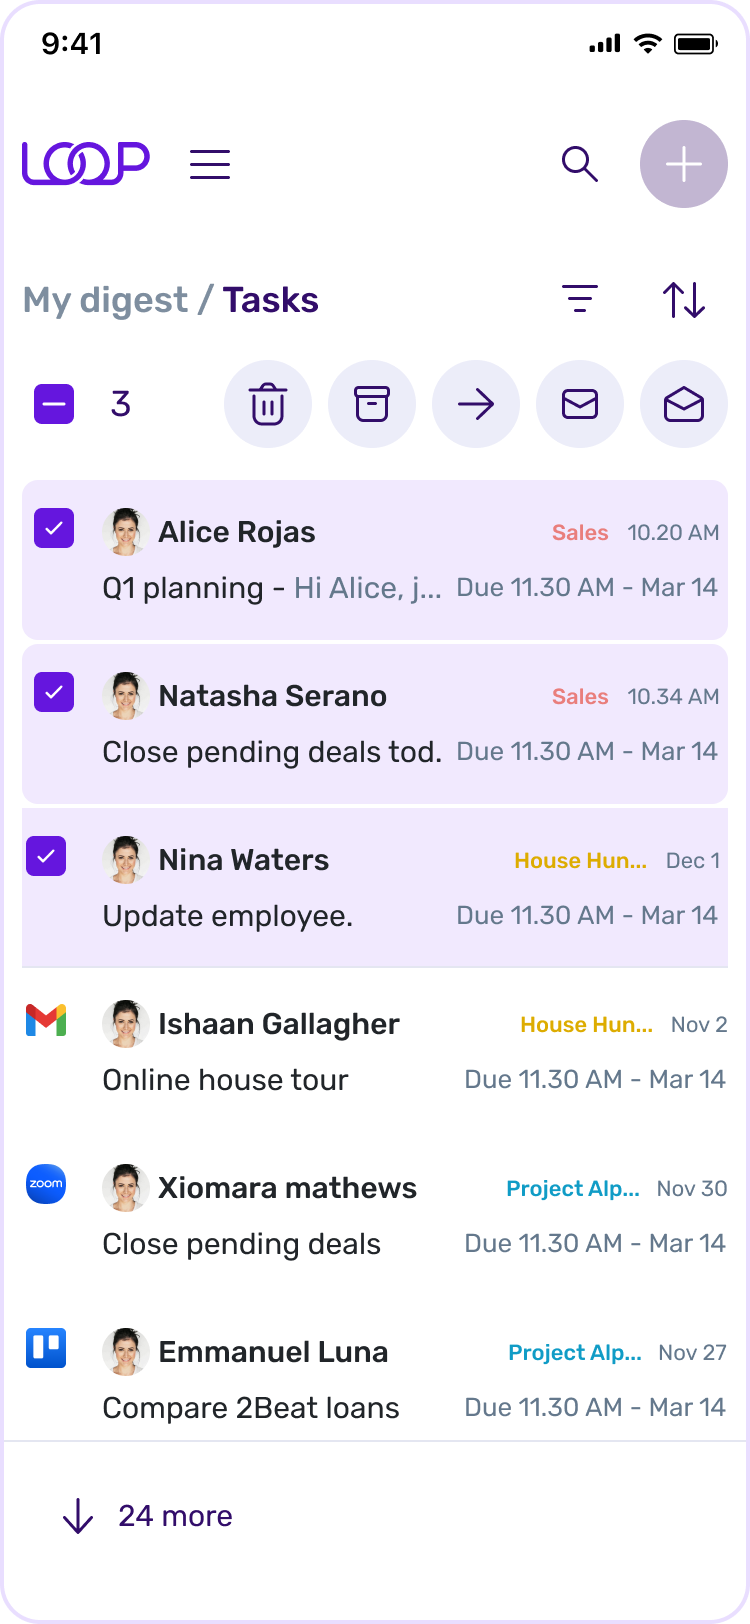 9:41
LOOP
My digest / Tasks
3
Alice Rojas Sales 10.20 AM
Q1 planning - Hi Alice, j... Due 11.30 AM - Mar 14
Natasha Serano Sales 10.34 AM
Close pending deals tod. Due 11.30 AM - Mar 14
Nina Waters House Hun... Dec 1
Update employee. Due 11.30 AM - Mar 14
Ishaan Gallagher House Hun... Nov 2
Online house tour Due 11.30 AM - Mar 14
zoom Xiomara mathews Project Alp... Nov 30
Close pending deals Due 11.30 AM - Mar 14
Emmanuel Luna Project Alp... Nov 27
Compare 2Beat loans Due 11.30 AM - Mar 14
24 more